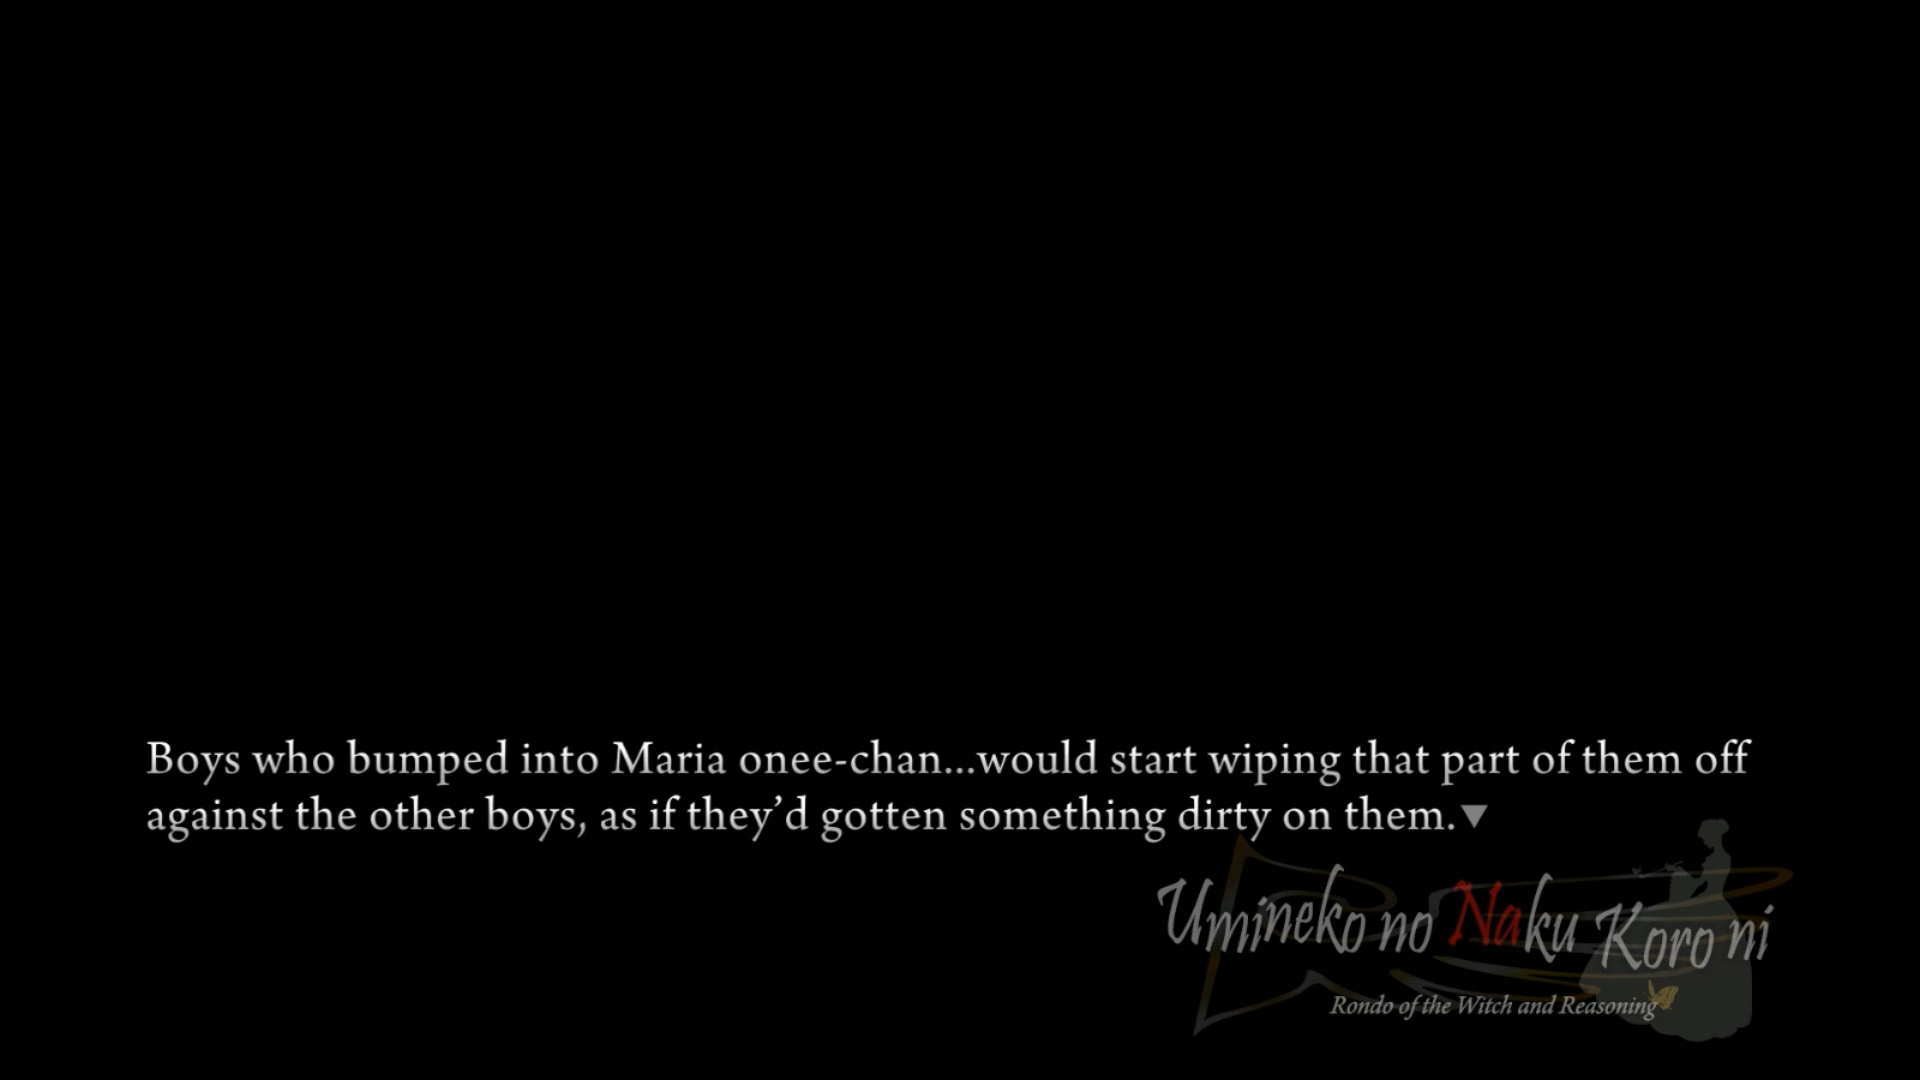 Boys who bumped into Maria onee-chan...would start wiping that part of them off
against the other boys, as if they’d gotten something dirty on them.▼
Umineko no Naku Koro ni
Rondo of the Witch and Reasoning